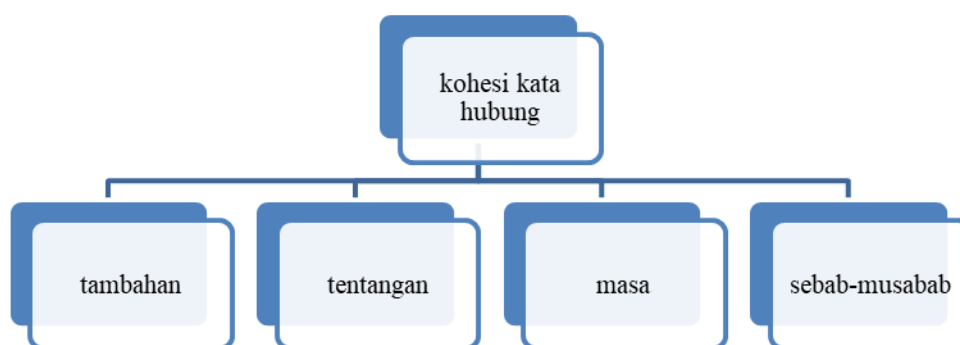 kohesi kata
hubung
tambahan
tentangan
masa
sebab-musabab